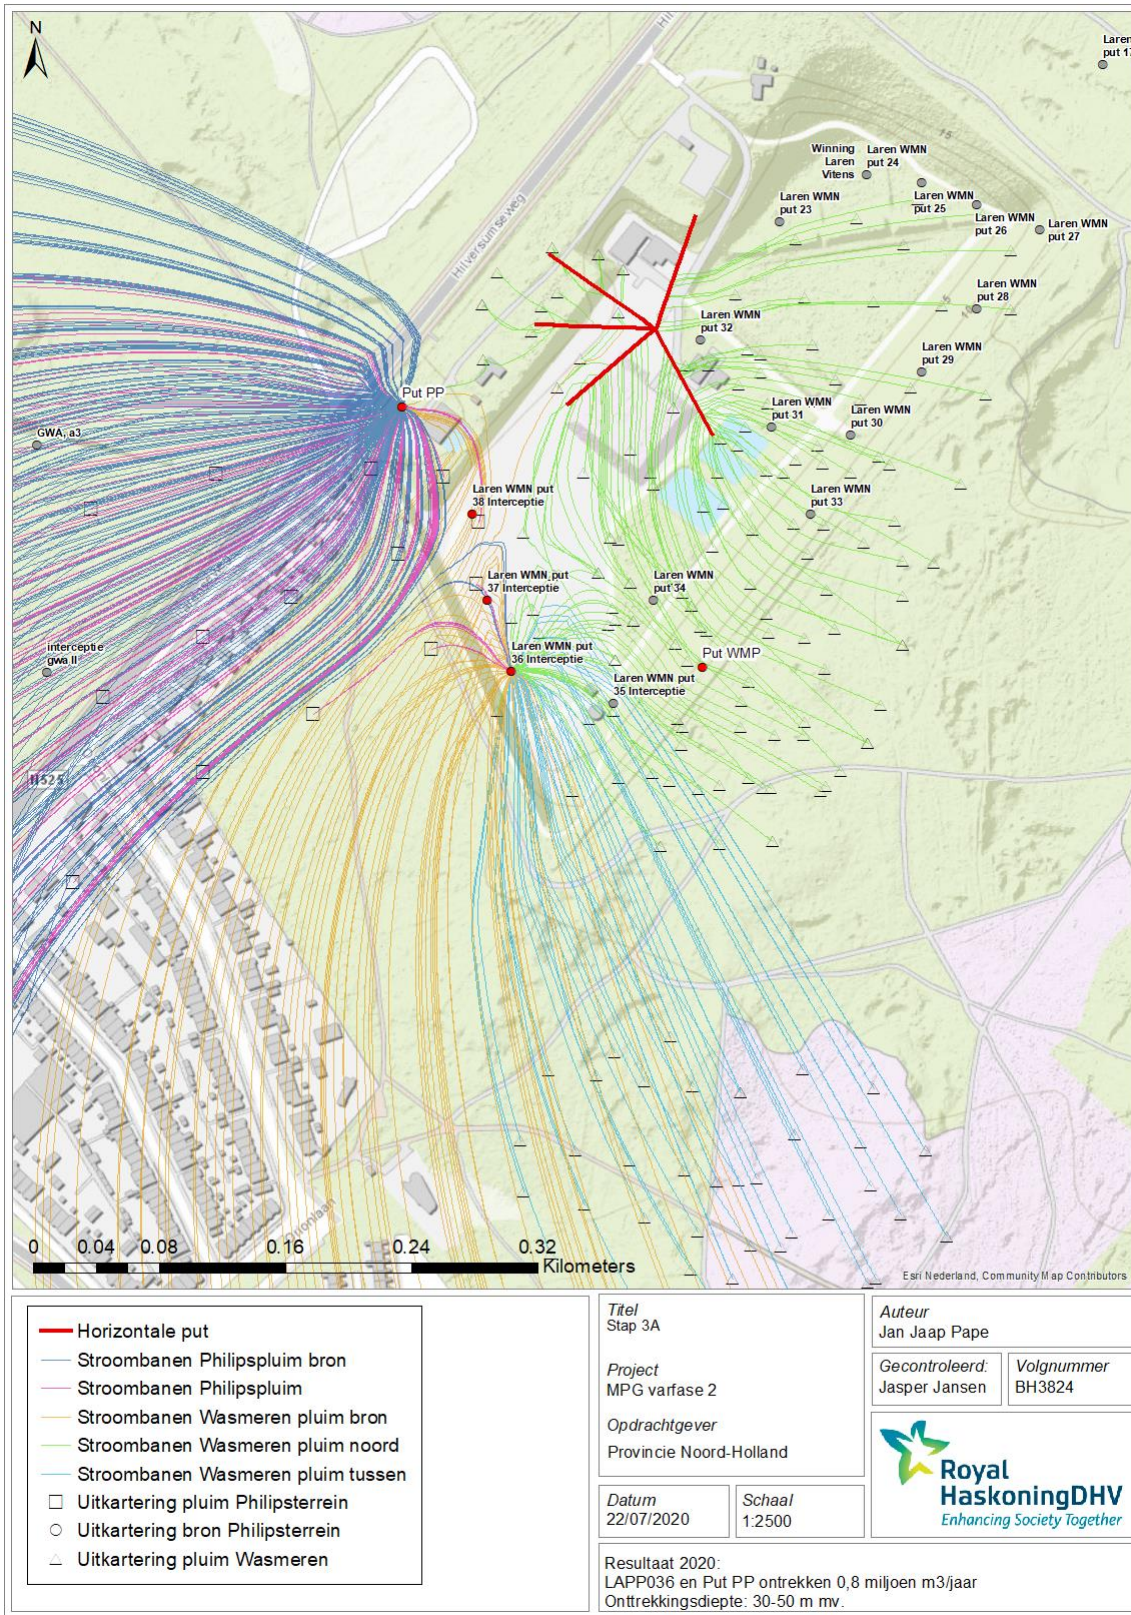 N
Hilversumseweg
Laren
put 17
Winning
Laren
Vitens
Laren WMN
put 24
Laren WMN
put 23
Laren WMN
put 25
Laren WMN
put 26
Laren WMN
put 27
15
Laren WMN
put 28
Laren WMN
put 32
Laren WMN
put 29
Put PP
Laren WMN
put 31
Laren WMN
put 30
GWA, a3
Laren WMN put
38 Interceptie
Laren WMN
put 33
Laren WMN put
37 Interceptie
Laren WMN
put 34
interceptie
gwa II
Laren WMN put
36 Interceptie
Put WMP
Laren WMN put
35 Interceptie
N525
0 0.04 0.08 0.16 0.24 0.32
Kilometers
Esri Nederland, Community Map Contributors
Horizontale put
Stroombanen Philipspluim bron
Stroombanen Philipspluim
Stroombanen Wasmeren pluim bron
Stroombanen Wasmeren pluim noord
Stroombanen Wasmeren pluim tussen
Uitkartering pluim Philipsterrein
Uitkartering bron Philipsterrein
Uitkartering pluim Wasmeren
Titel
Stap 3A
Project
MPG varfase 2
Opdrachtgever
Provincie Noord-Holland
Datum
22/07/2020
Schaal
1:2500
Auteur
Jan Jaap Pape
Gecontroleerd:
Jasper Jansen
Volgnummer
BH3824
Royal
HaskoningDHV
Enhancing Society Together
Resultaat 2020:
LAPP036 en Put PP ontrekken 0,8 miljoen m3/jaar
Onttrekkingsdiepte: 30-50 m mv.